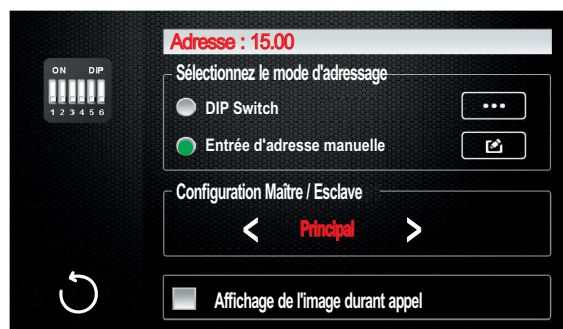 Adresse : 15.00
ON DIP
1 2 3 4 5 6
Sélectionnez le mode d'adressage
DIP Switch
Entrée d'adresse manuelle
Configuration Maître / Esclave
< Principal >
Affichage de l'image durant appel